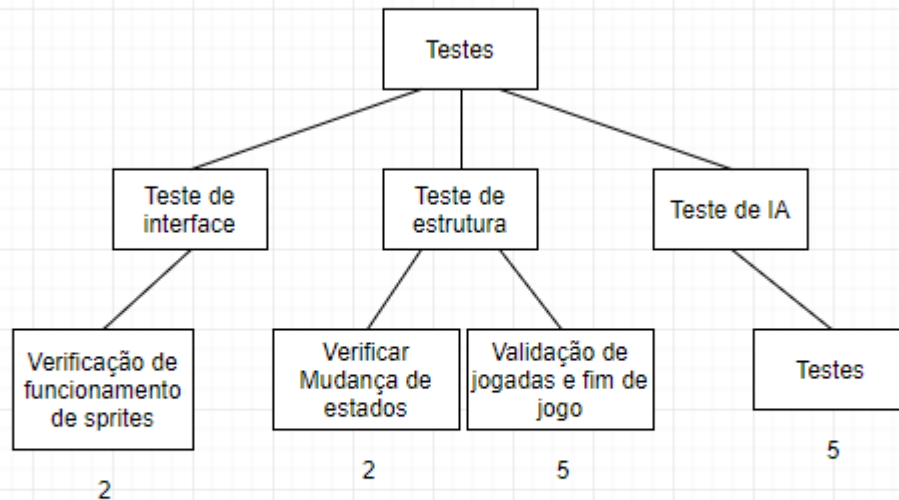 Testes
Teste de
interface
Teste de
estrutura
Teste de IA
Verificação de
funcionamento
de sprites
Verificar
Mudança de
estados
Validação de
jogadas e fim de
jogo
Testes
2
2
5
5